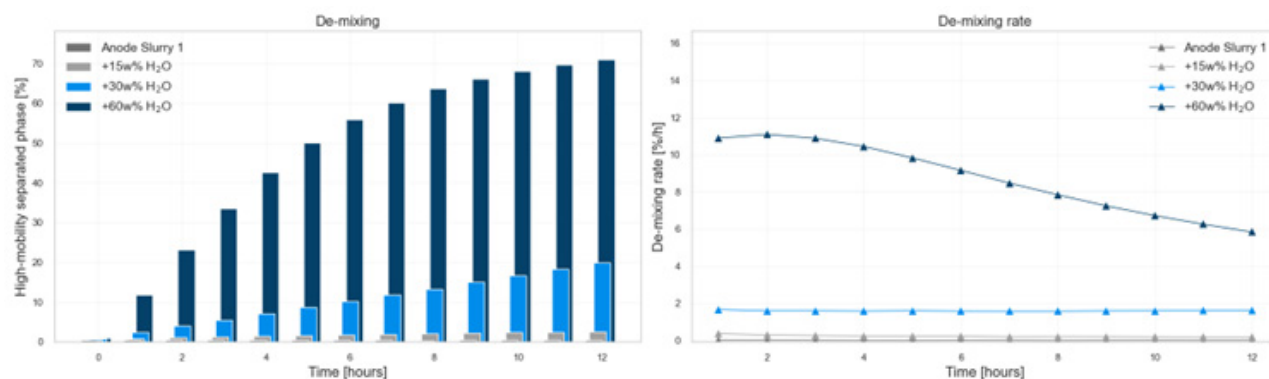 De-mixing
High-mobility separated phase [%]
70
60
50
40
30
20
10
0
Anode Slurry 1
+15w% H₂O
+30w% H₂O
+60w% H₂O
0 2 4 6 8 10 12
Time [hours]
De-mixing rate
De-mixing rate [%/h]
16
14
12
10
8
6
4
2
0
Anode Slurry 1
+15w% H₂O
+30w% H₂O
+60w% H₂O
2 4 6 8 10 12
Time [hours]